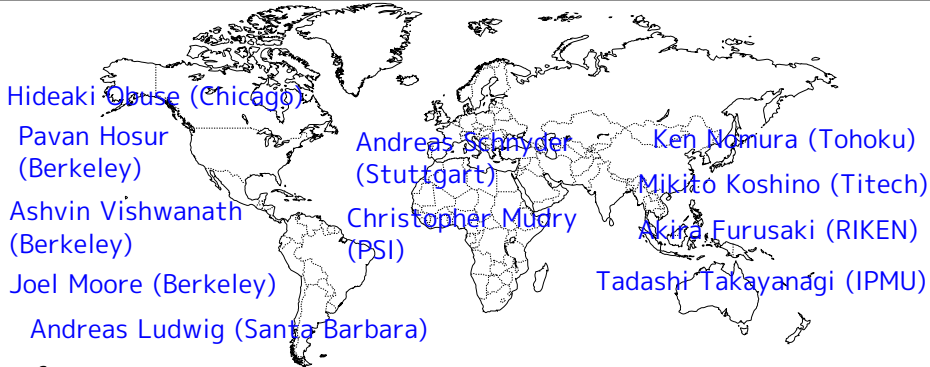 Hideaki Obuse (Chicago)
Pavan Hosur
(Berkeley)
Ashvin Vishwanath
(Berkeley)
Joel Moore (Berkeley)
Andreas Ludwig (Santa Barbara)
Andreas Schnyder
(Stuttgart)
Christopher Mudry
(PSI)
Ken Nomura (Tohoku)
Mikito Koshino (Titech)
Akira Furusaki (RIKEN)
Tadashi Takayanagi (IPMU)